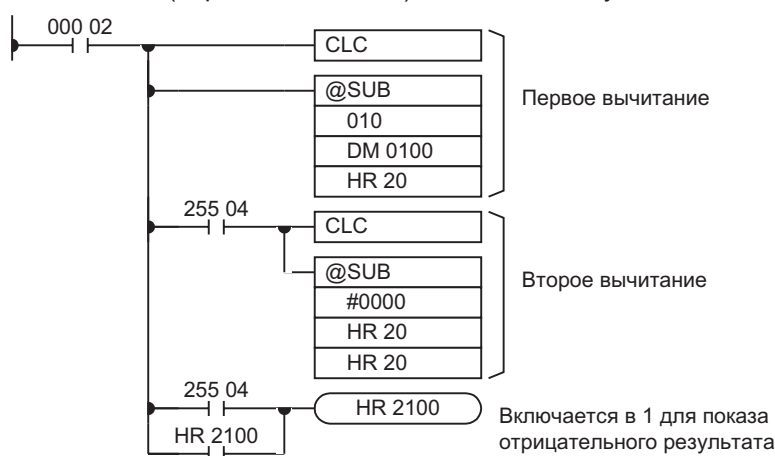 000 02
CLC
@SUB
010
DM 0100
HR 20
Первое вычитание
255 04
CLC
@SUB
#0000
HR 20
HR 20
Второе вычитание
255 04
HR 2100
HR 2100
Включается в 1 для показа
отрицательного результата